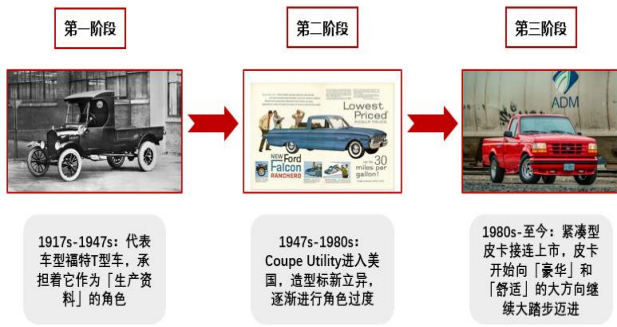 第一阶段
第二阶段
第三阶段
Lowest
Priced
PICKUP TRUCK
NEW Ford
Falcon
RANCHERO
up to 30
miles per
gallon!
ADM
1917s-1947s：代表
车型福特T型车，承
担着它作为「生产资
料」的角色
1947s-1980s：
Coupe Utility进入美
国，造型标新立异，
逐渐进行角色过度
1980s-至今：紧凑型
皮卡接连上市，皮卡
开始向「豪华」和
「舒适」的大方向继
续大踏步迈进